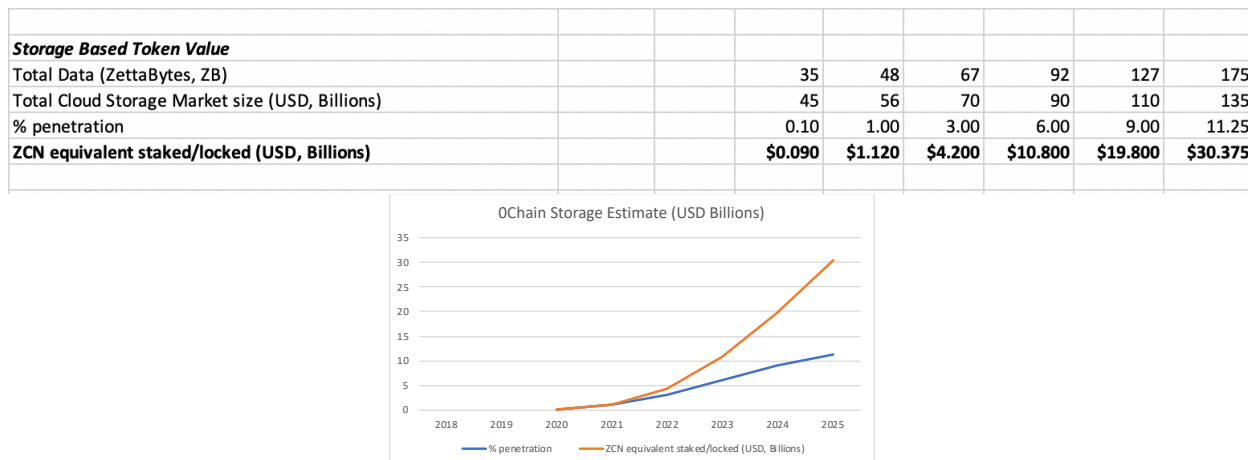 Storage Based Token Value
Total Data (ZettaBytes, ZB) 35 48 67 92 127 175
Total Cloud Storage Market size (USD, Billions) 45 56 70 90 110 135
% penetration 0.10 1.00 3.00 6.00 9.00 11.25
ZCN equivalent staked/locked (USD, Billions) $0.090 $1.120 $4.200 $10.800 $19.800 $30.375
0Chain Storage Estimate (USD Billions)
35
30
25
20
15
10
5
0
2018 2019 2020 2021 2022 2023 2024 2025
% penetration ZCN equivalent staked/locked (USD, Billions)